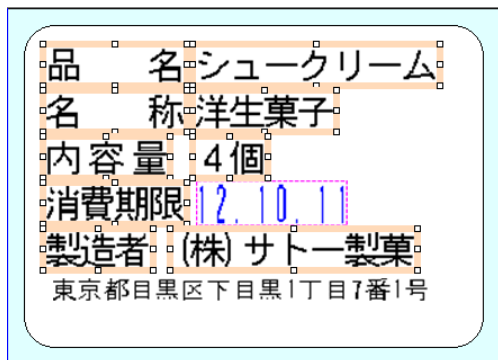 品　　名 シュークリーム
名　　称 洋生菓子
内 容 量 4個
消費期限 12. 10. 11
製造者 (株) サトー製菓
東京都目黒区下目黒1丁目7番1号